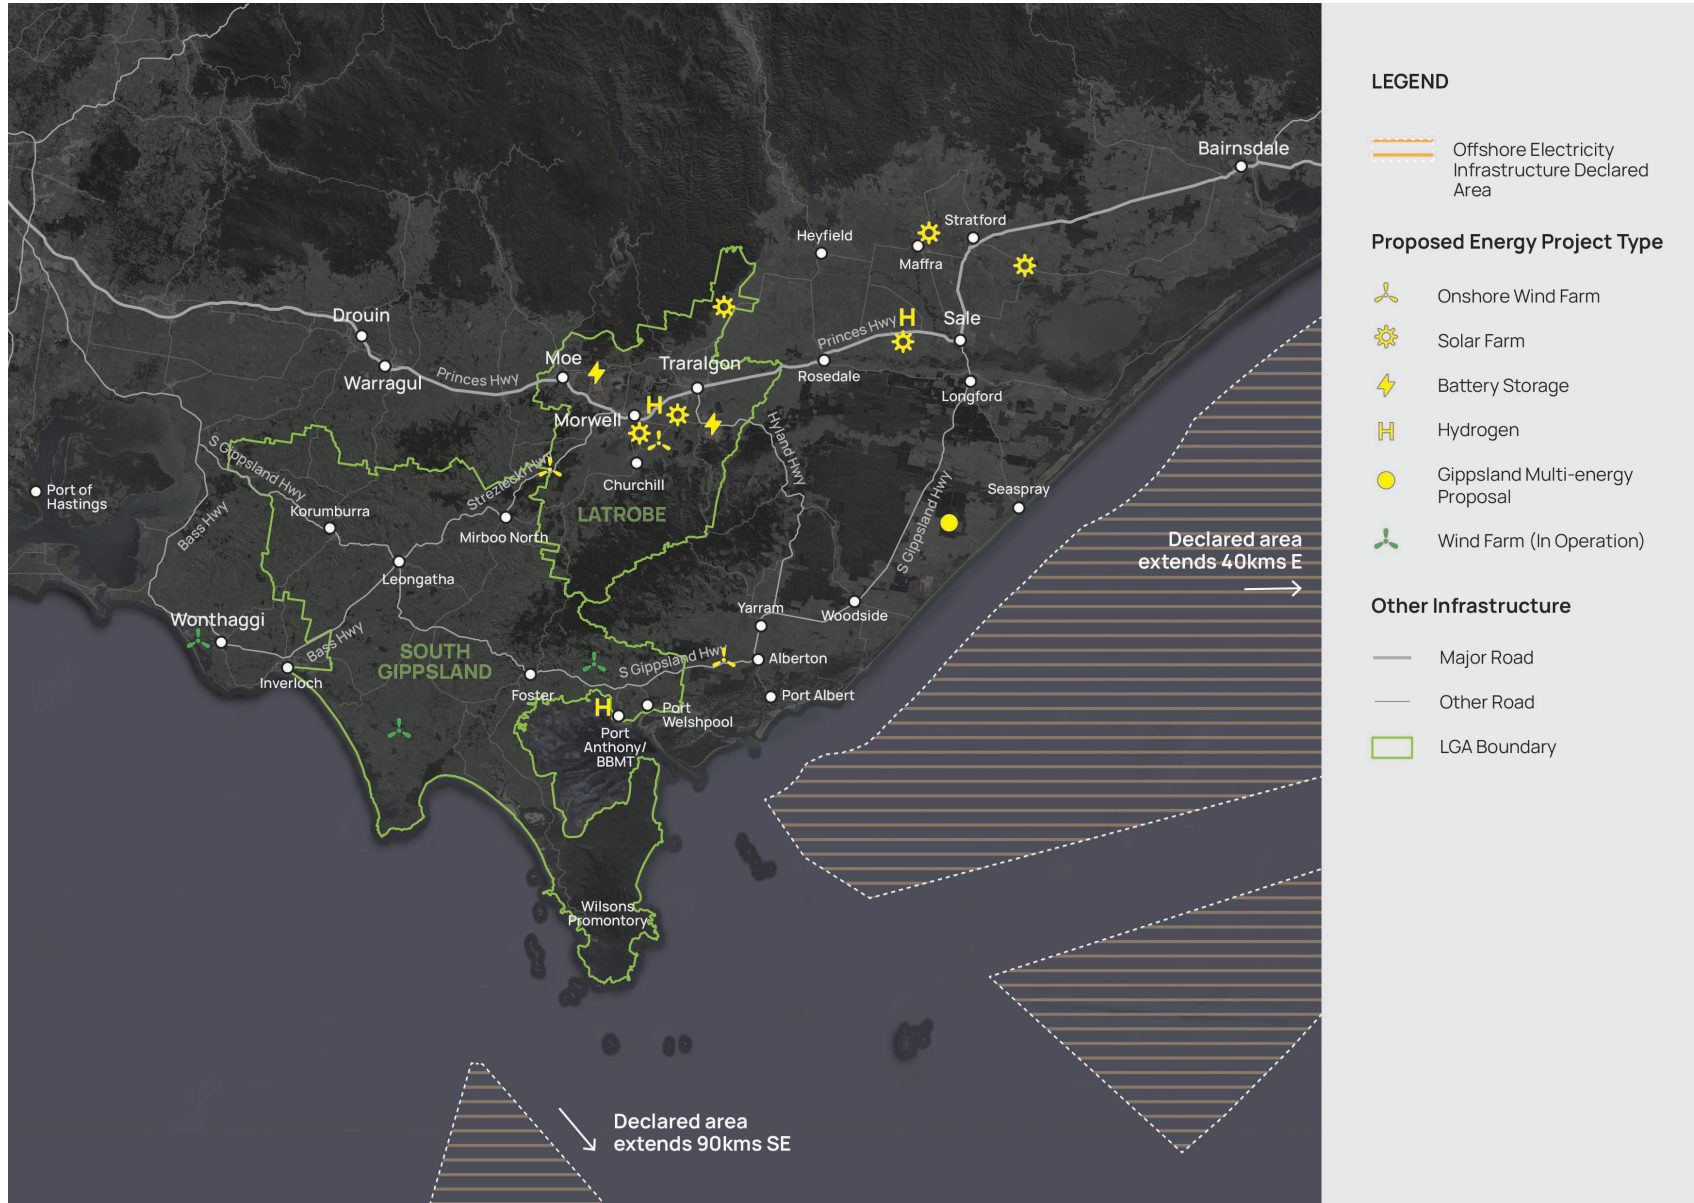 LEGEND
Offshore Electricity
Infrastructure Declared
Area
Proposed Energy Project Type
Onshore Wind Farm
Solar Farm
Battery Storage
H
Hydrogen
Gippsland Multi-energy
Proposal
Wind Farm (In Operation)
Other Infrastructure
Major Road
Other Road
LGA Boundary
Bairnsdale
Stratford
Heyfield
Maffra
Drouin
Warragul
Princes Hwy
Moe
Traralgon
Princes Hwy
H
Sale
Rosedale
Longford
Morwell
H
Hyland Hwy
Churchill
LATROBE
Strezlecki Hwy
S Gippsland Hwy
Bass Hwy
Port of
Hastings
Korumburra
Mirboo North
Leongatha
S Gippsland Hwy
Seaspray
Declared area
extends 40kms E
Wonthaggi
Bass Hwy
Inverloch
SOUTH
GIPPSLAND
Yarram
Woodside
S Gippsland Hwy
Alberton
Foster
Port Albert
H
Port
Welshpool
Port
Anthony/
BBMT
Wilsons
Promontory
Declared area
extends 90kms SE